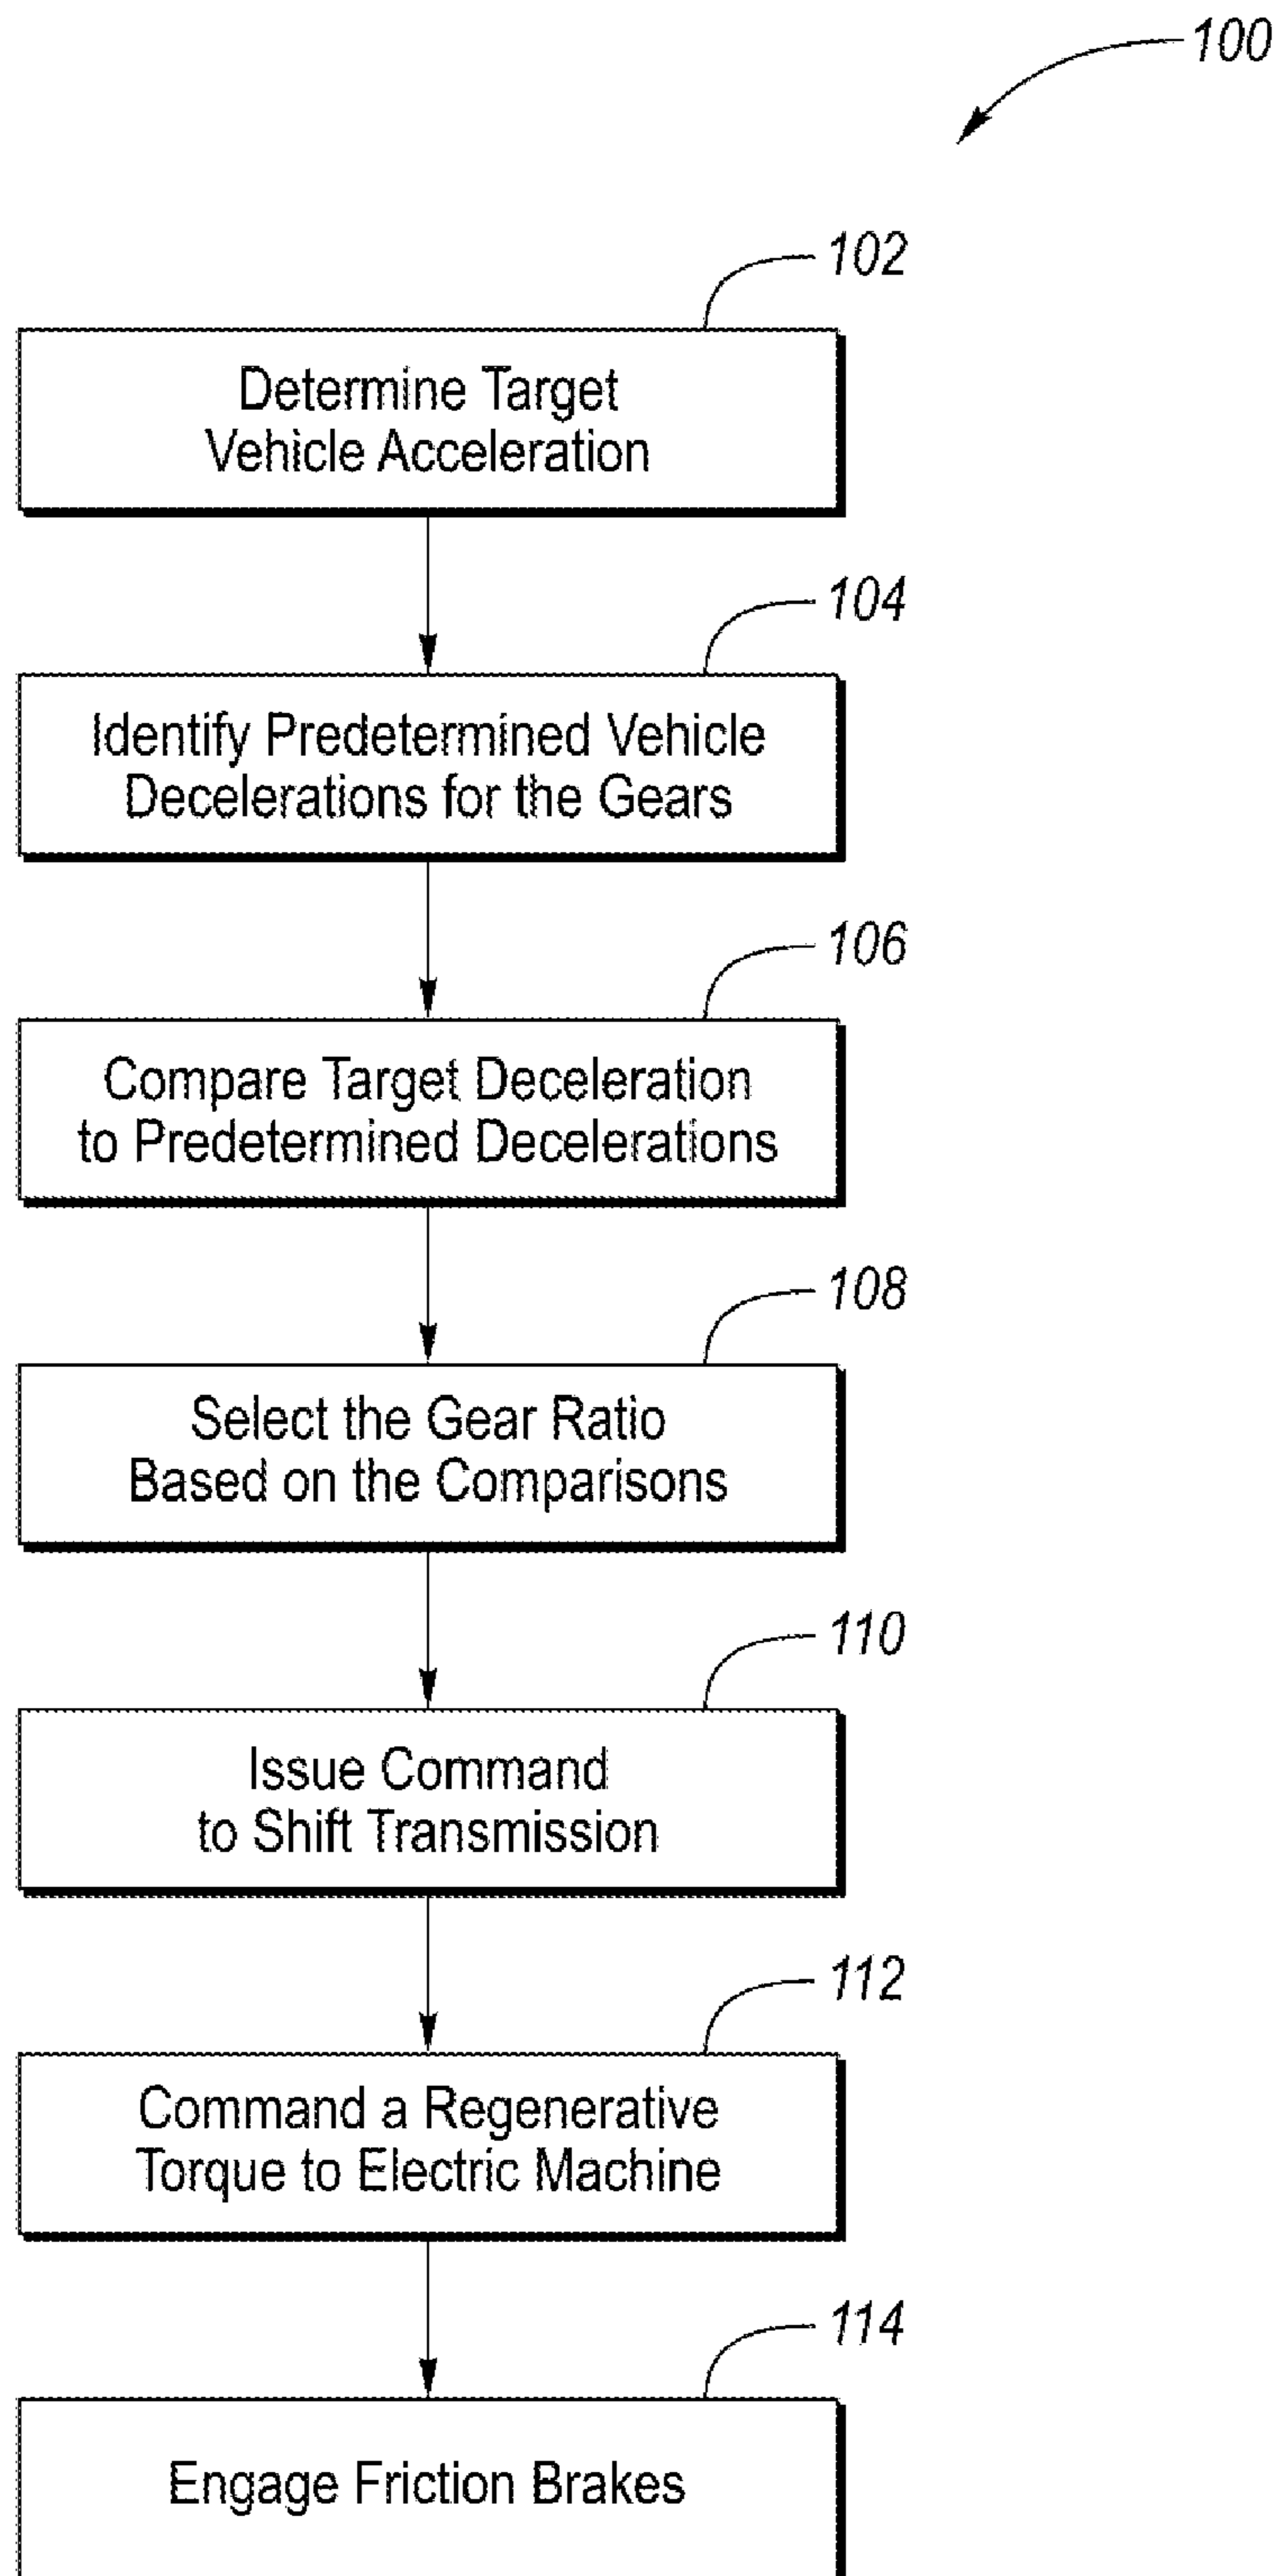 100
102
Determine Target
Vehicle Acceleration
104
Identify Predetermined Vehicle
Decelerations for the Gears
106
Compare Target Deceleration
to Predetermined Decelerations
108
Select the Gear Ratio
Based on the Comparisons
110
Issue Command
to Shift Transmission
112
Command a Regenerative
Torque to Electric Machine
114
Engage Friction Brakes